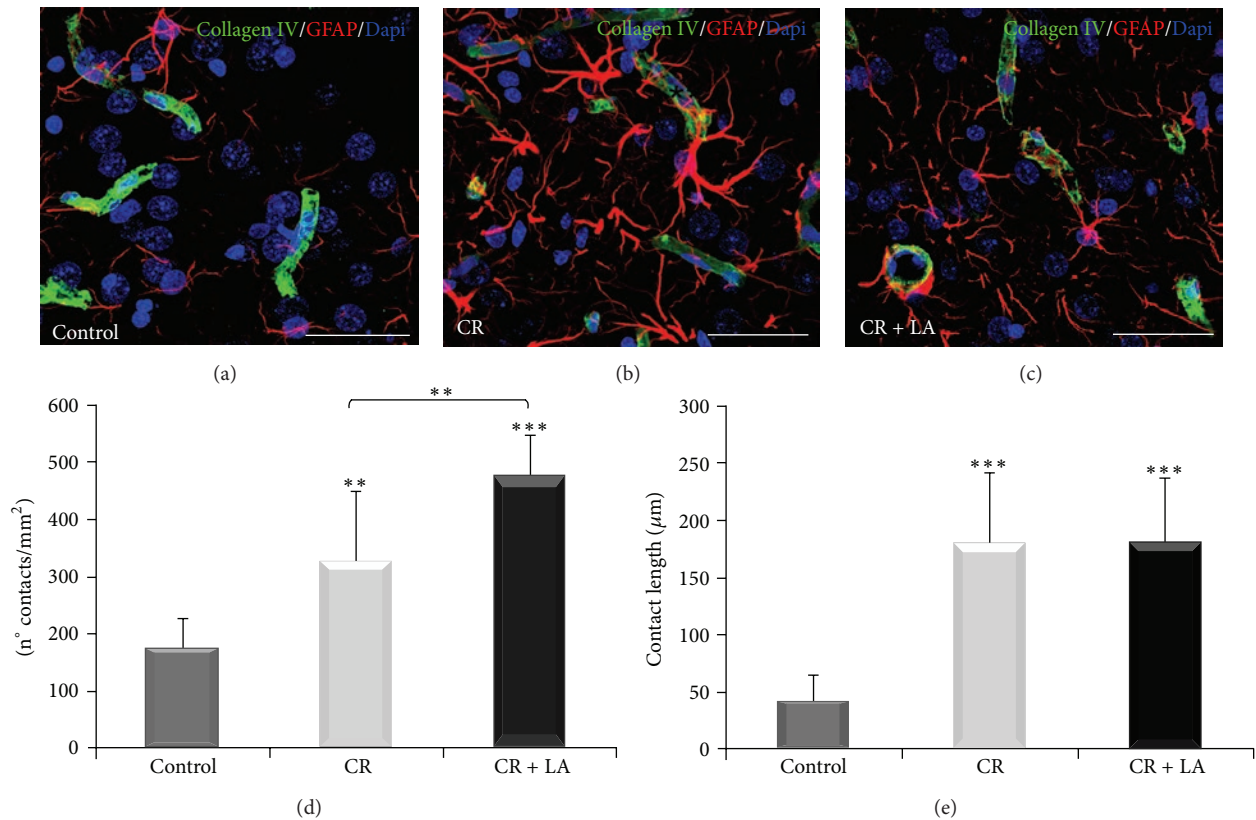 Collagen IV/GFAP/Dapi
Control
(a)
Collagen IV/GFAP/Dapi
CR
(b)
Collagen IV/GFAP/Dapi
CR + LA
(c)
(n° contacts/mm²)
600
500
400
300
200
100
0
**
**
***
Control
CR
CR + LA
(d)
Contact length (μm)
300
250
200
150
100
50
0
***
***
Control
CR
CR + LA
(e)